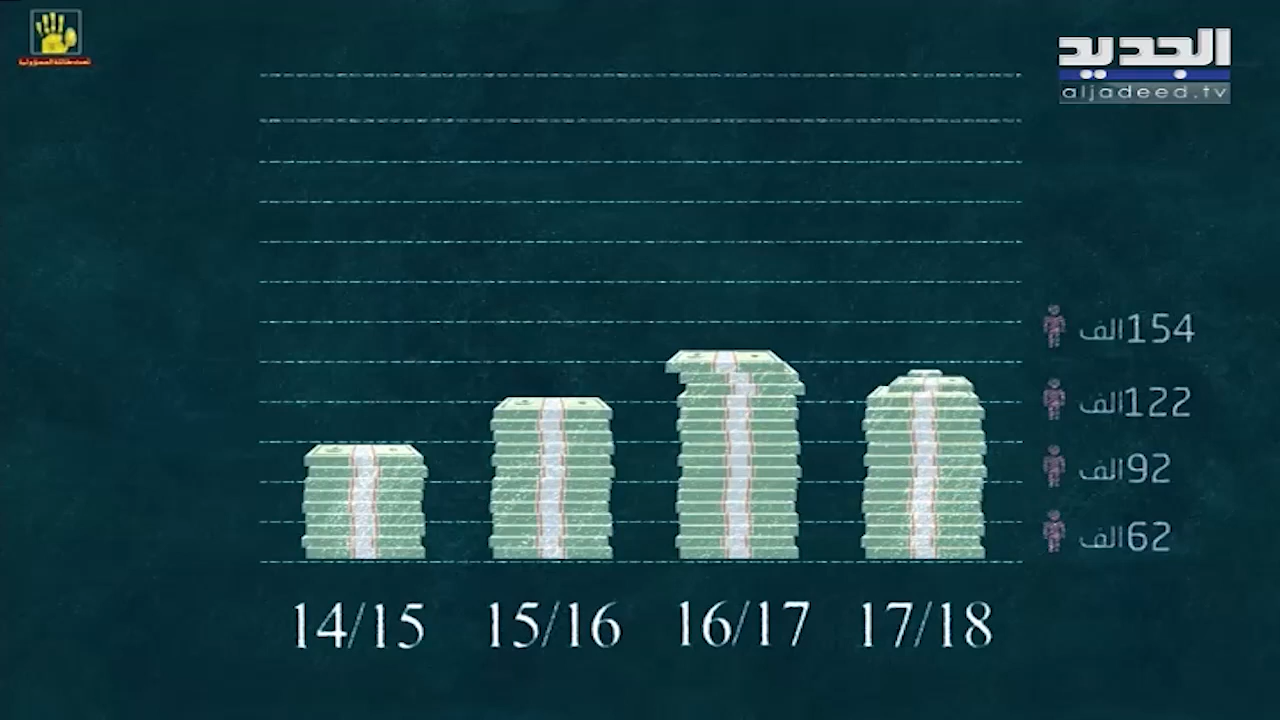 الجديد
aljadeed.tv
154الف
122الف
92الف
62الف
14/15 15/16 16/17 17/18